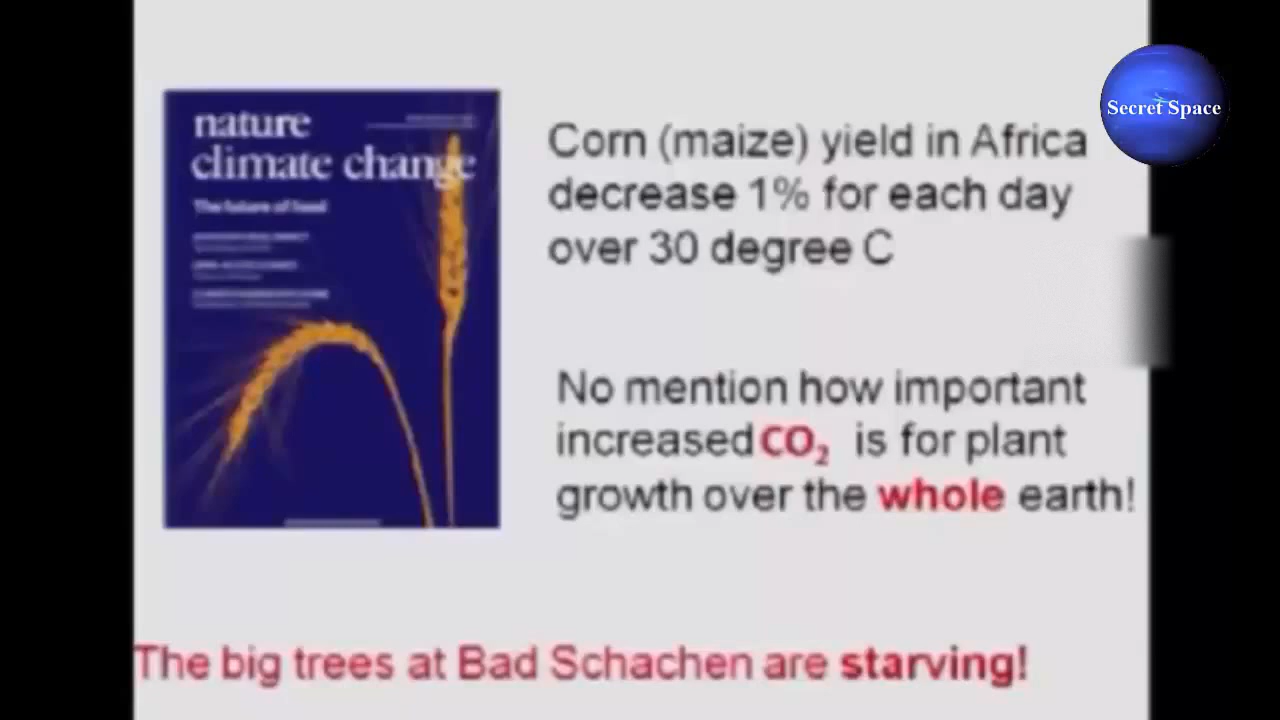 nature
climate change
The future of food
Corn (maize) yield in Africa
decrease 1% for each day
over 30 degree C
No mention how important
increased CO₂ is for plant
growth over the whole earth!
The big trees at Bad Schachen are starving!
Secret Space